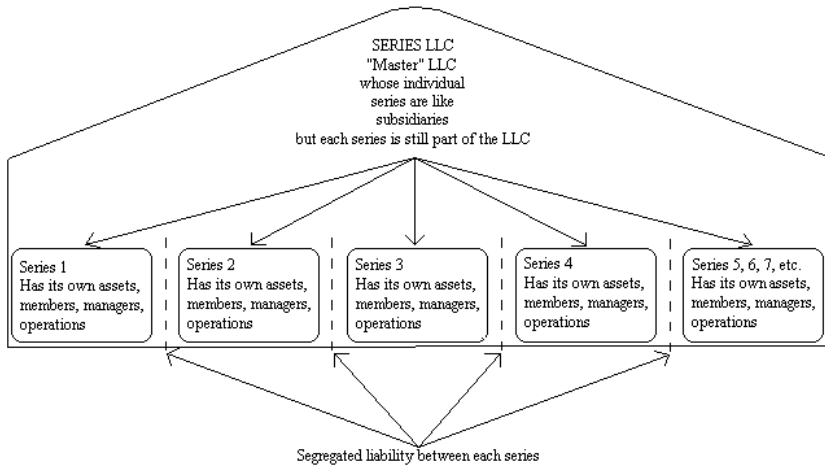 SERIES LLC
"Master" LLC
whose individual
series are like
subsidiaries
but each series is still part of the LLC
Series 1
Has its own assets,
members, managers,
operations
Series 2
Has its own assets,
members, managers,
operations
Series 3
Has its own assets,
members, managers,
operations
Series 4
Has its own assets,
members, managers,
operations
Series 5, 6, 7, etc.
Has its own assets,
members, managers,
operations
Segregated liability between each series